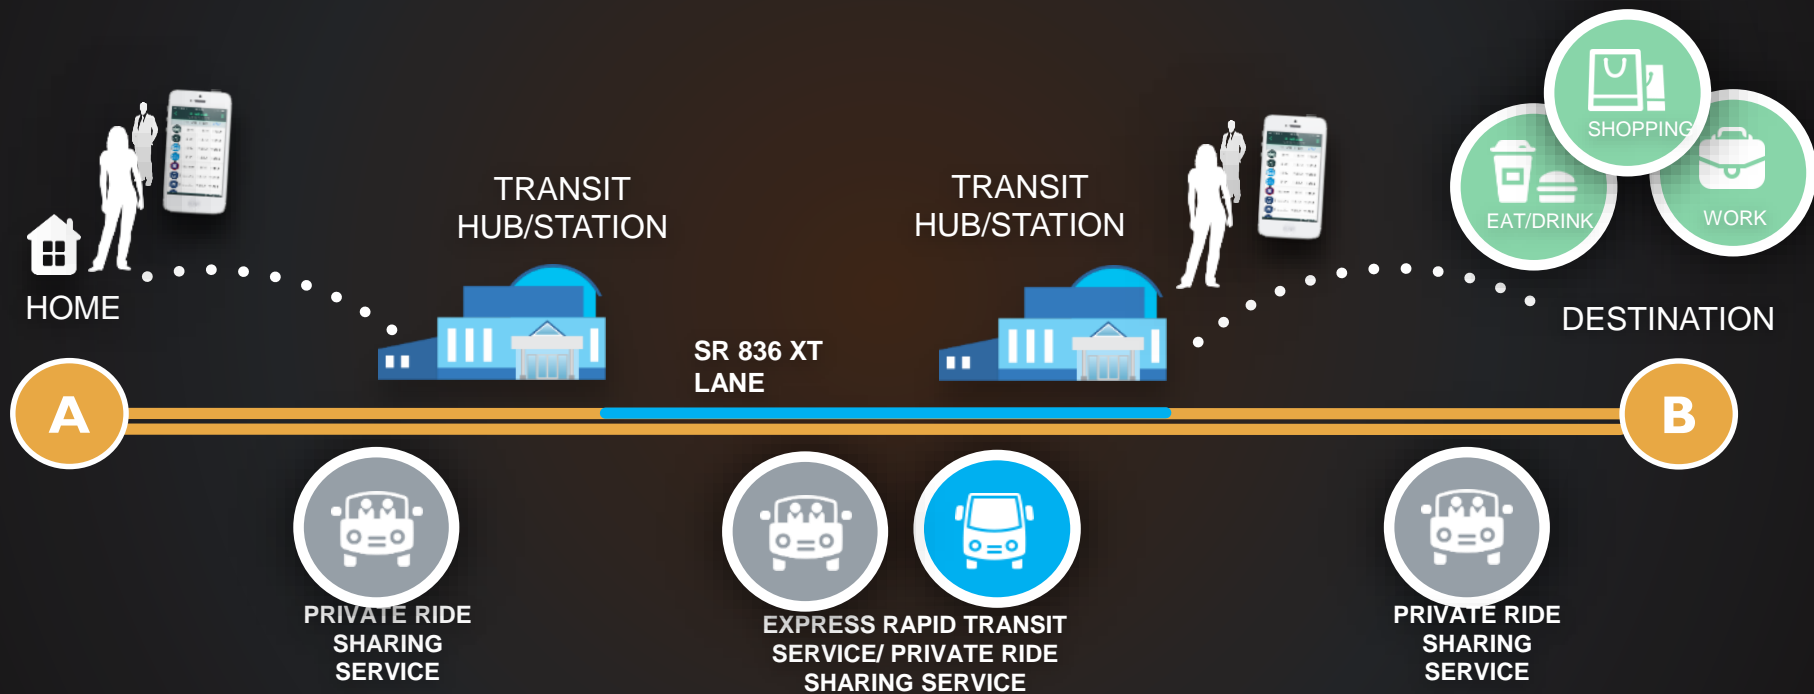 HOME
A
TRANSIT
HUB/STATION
SR 836 XT
LANE
TRANSIT
HUB/STATION
SHOPPING
EAT/DRINK
WORK
DESTINATION
B
PRIVATE RIDE
SHARING
SERVICE
EXPRESS RAPID TRANSIT
SERVICE/ PRIVATE RIDE
SHARING SERVICE
PRIVATE RIDE
SHARING
SERVICE